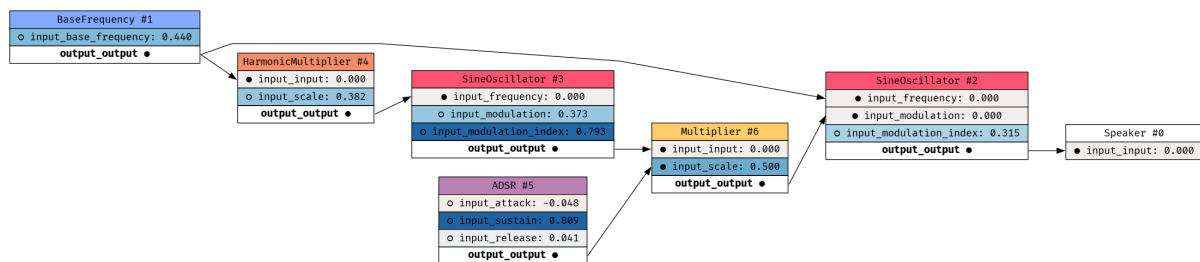 BaseFrequency #1
input_base_frequency: 0.440
output_output
HarmonicMultiplier #4
input_input: 0.000
input_scale: 0.382
output_output
SineOscillator #3
input_frequency: 0.000
input_modulation: 0.373
input_modulation_index: 0.793
output_output
ADSR #5
input_attack: -0.048
input_sustain: 0.809
input_release: 0.041
output_output
Multiplier #6
input_input: 0.000
input_scale: 0.500
output_output
SineOscillator #2
input_frequency: 0.000
input_modulation: 0.000
input_modulation_index: 0.315
output_output
Speaker #0
input_input: 0.000